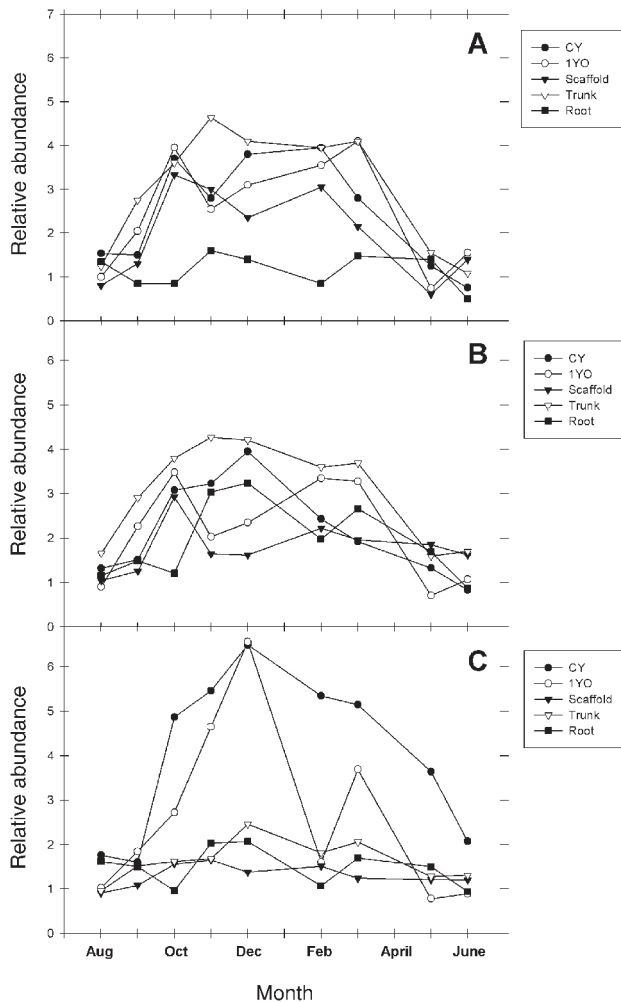 7
6
5
4
3
2
1
0
Relative abundance
A
CY
1YO
Scaffold
Trunk
Root
6
5
4
3
2
1
0
Relative abundance
B
CY
1YO
Scaffold
Trunk
Root
6
5
4
3
2
1
0
Relative abundance
C
CY
1YO
Scaffold
Trunk
Root
Aug Oct Dec Feb April June
Month